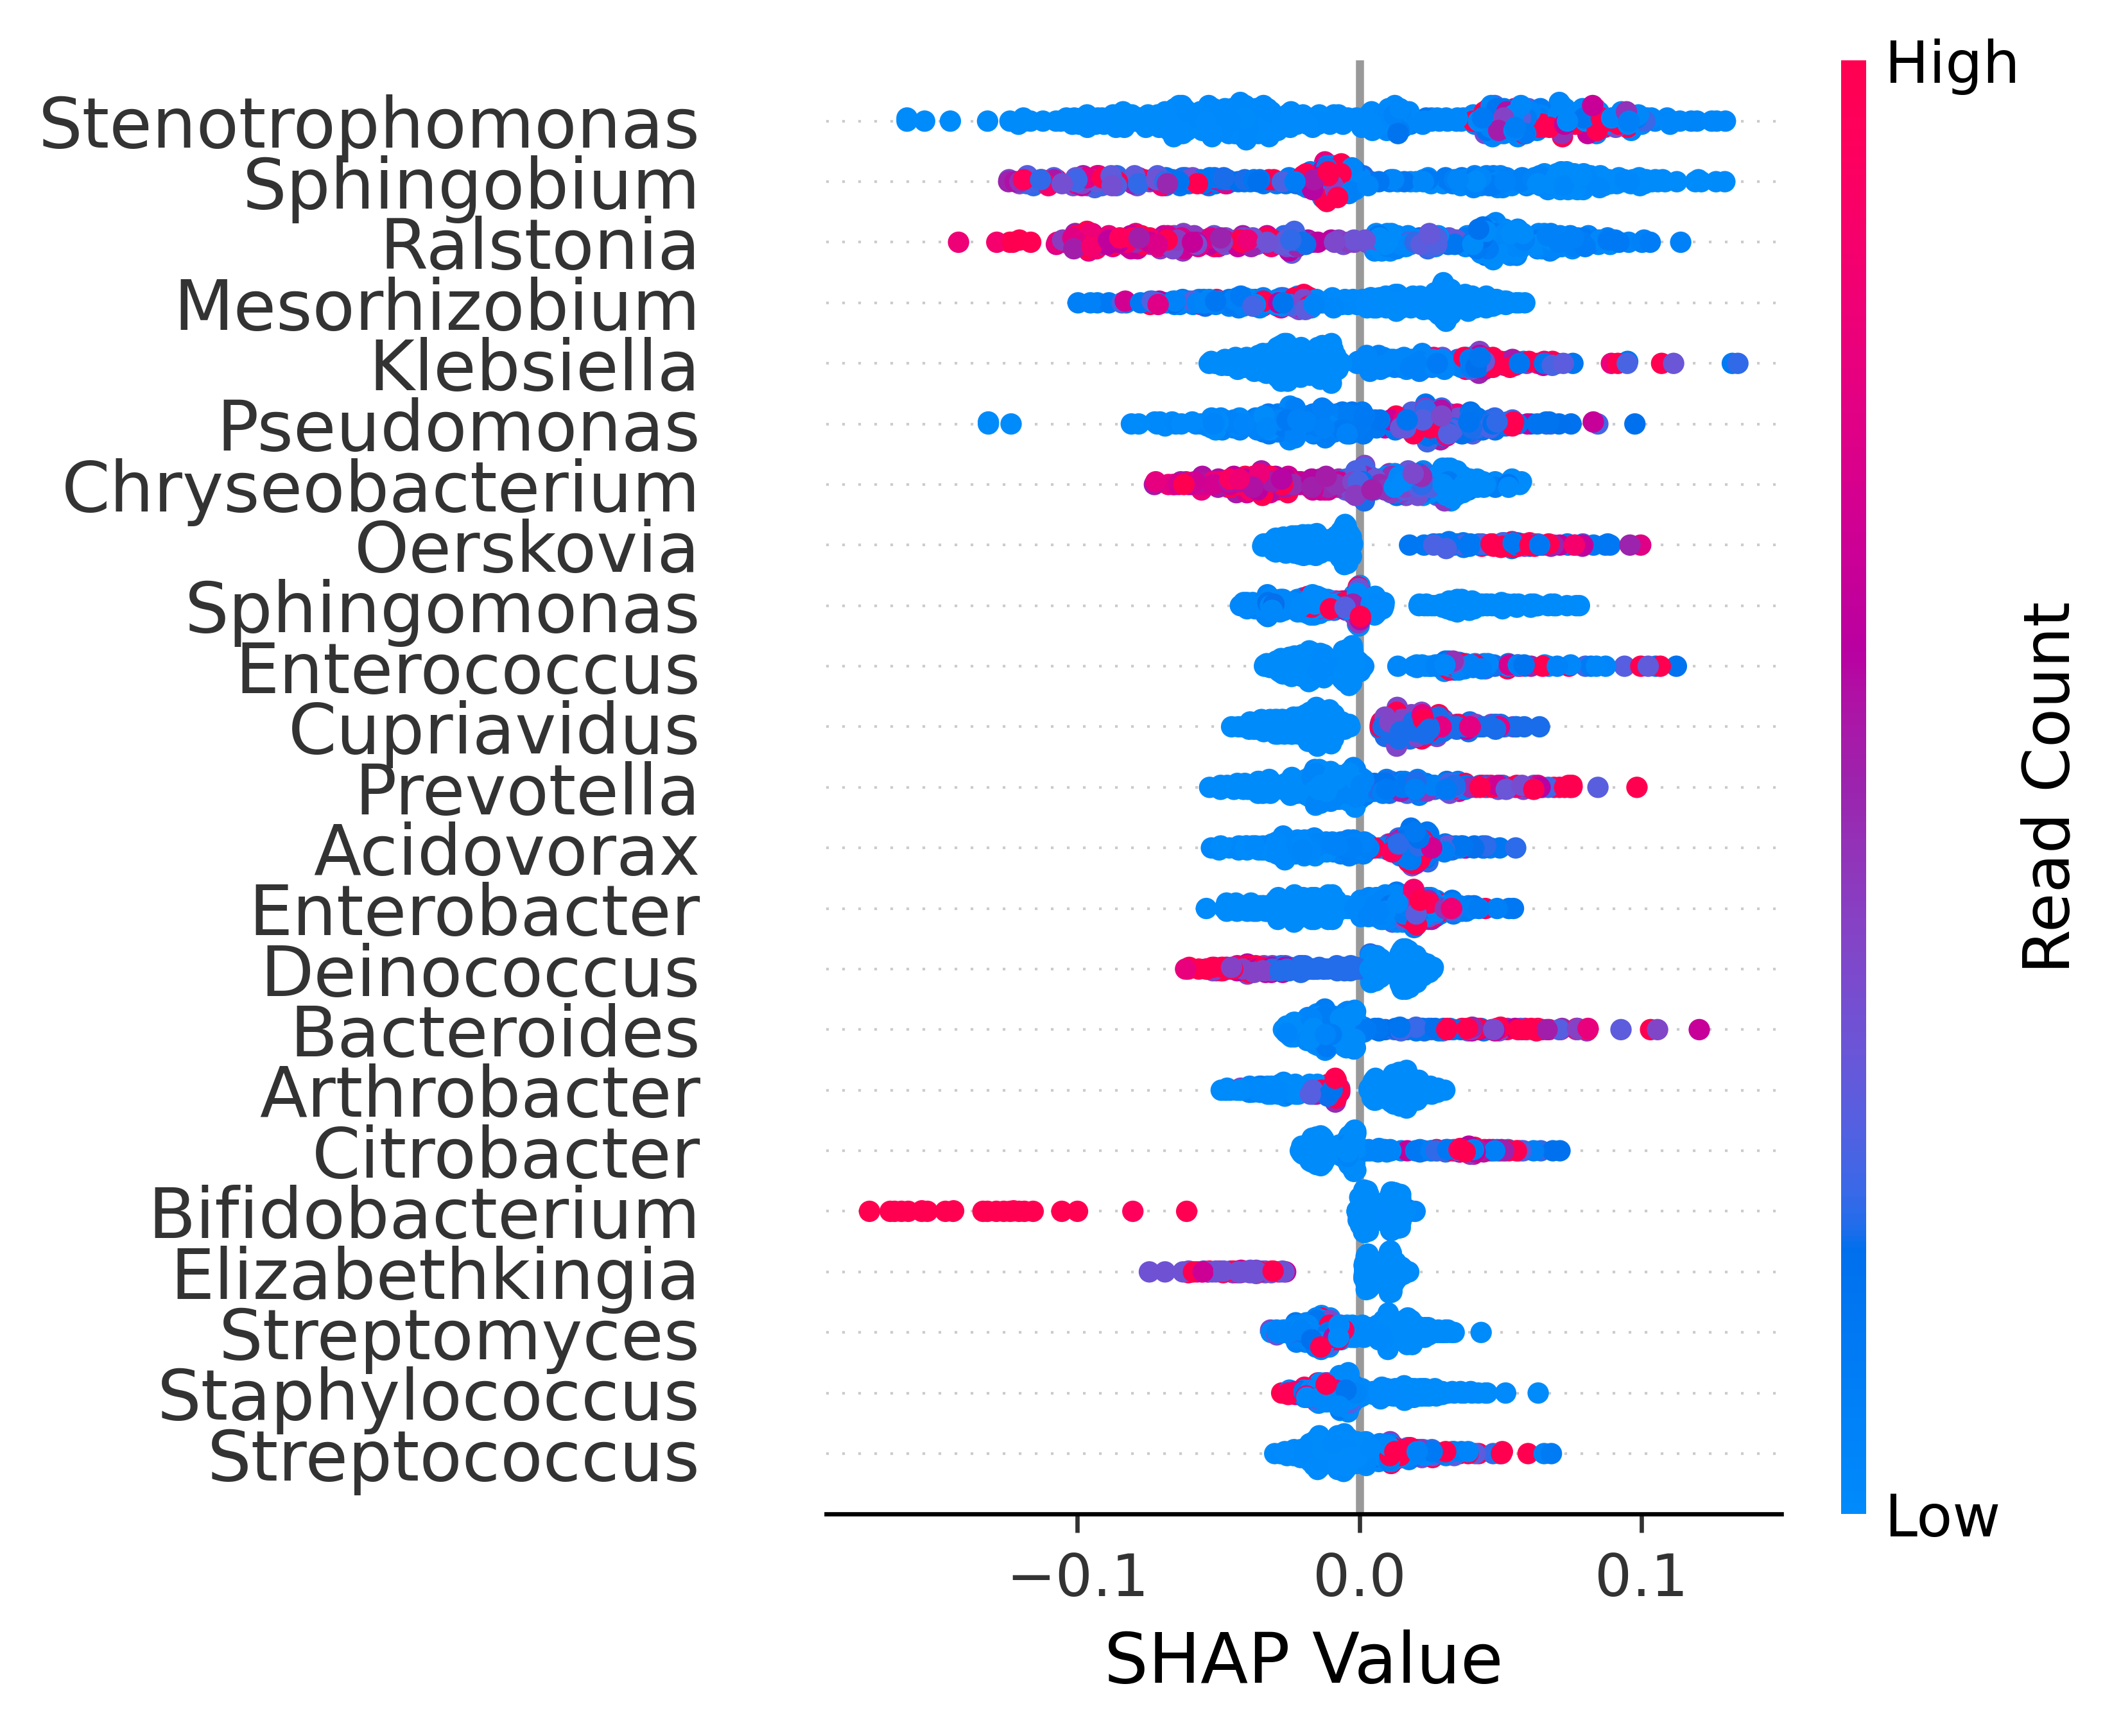 High
Stenotrophomonas
Sphingobium
Ralstonia
Mesorhizobium
Klebsiella
Pseudomonas
Chryseobacterium
Oerskovia
Sphingomonas
Enterococcus
Cupriavidus
Prevotella
Acidovorax
Enterobacter
Deinococcus
Bacteroides
Arthrobacter
Citrobacter
Bifidobacterium
Elizabethkingia
Streptomyces
Staphylococcus
Streptococcus
Read Count
Low
−0.1 0.0 0.1
SHAP Value